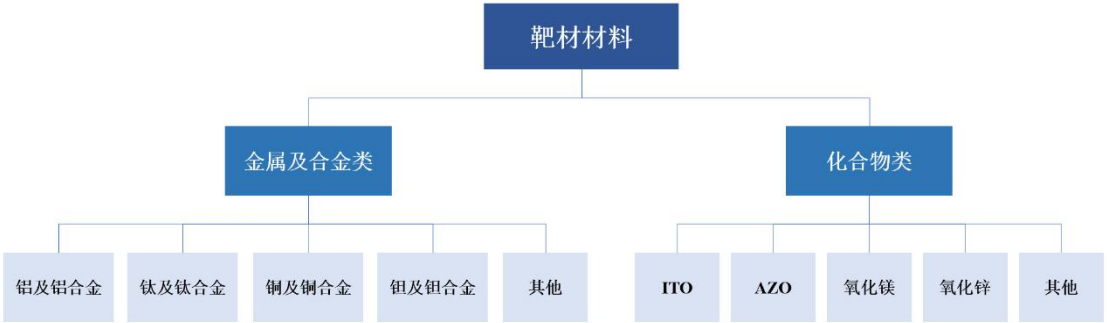 靶材材料
金属及合金类
化合物类
铝及铝合金
钛及钛合金
铜及铜合金
钽及钽合金
其他
ITO
AZO
氧化镁
氧化锌
其他